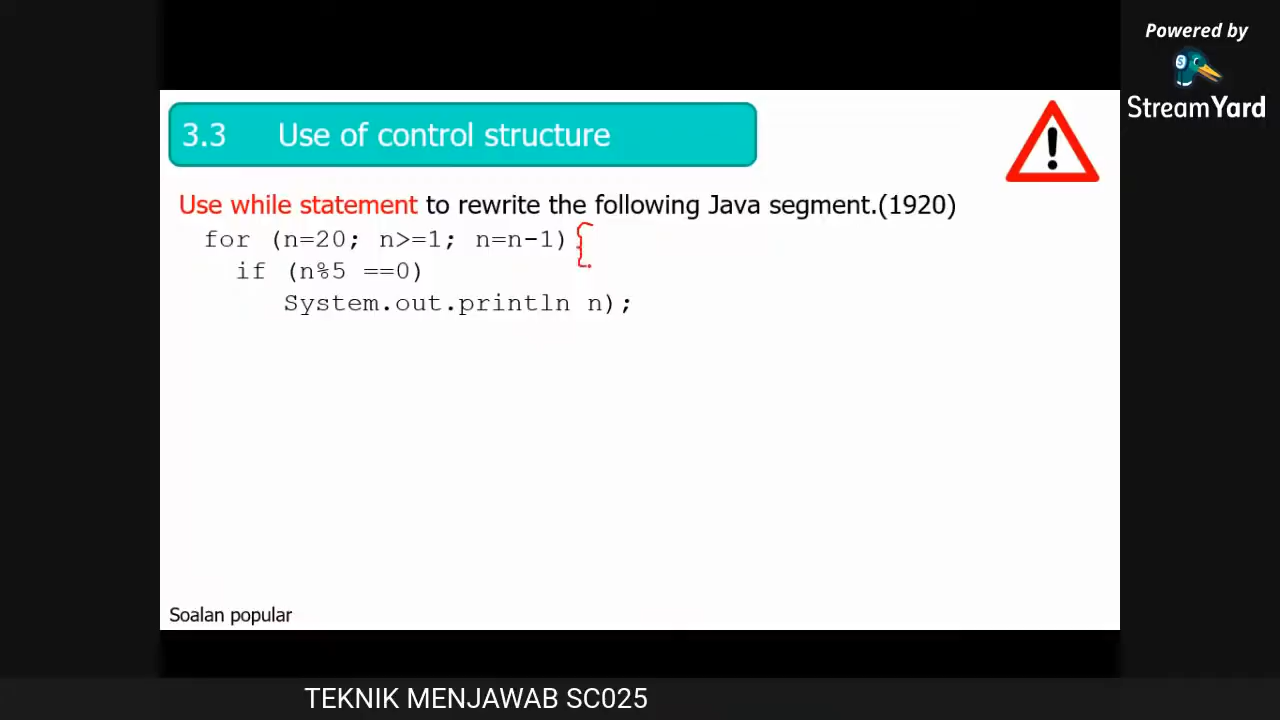 Powered by
StreamYard
3.3 Use of control structure
Use while statement to rewrite the following Java segment.(1920)
for (n=20; n>=1; n=n-1) {
if (n%5 ==0)
System.out.println n);
Soalan popular
TEKNIK MENJAWAB SC025